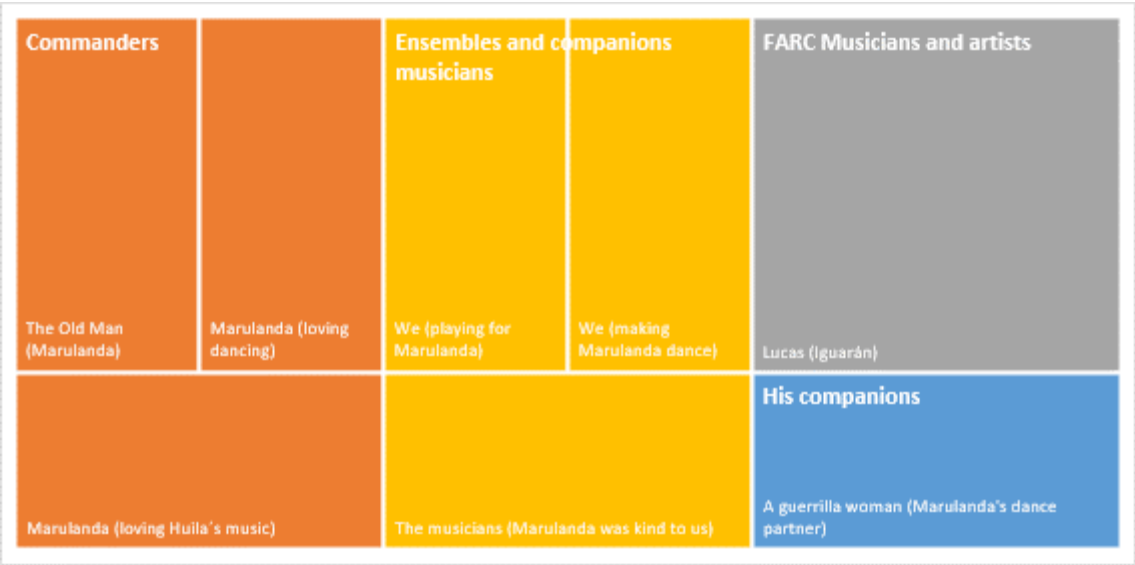 Commanders
Ensembles and companions
musicians
FARC Musicians and artists
The Old Man
(Marulanda)
Marulanda (loving
dancing)
We (playing for
Marulanda)
We (making
Marulanda dance)
Lucas (Iguarán)
His companions
Marulanda (loving Huila´s music)
The musicians (Marulanda was kind to us)
A guerrilla woman (Marulanda's dance
partner)